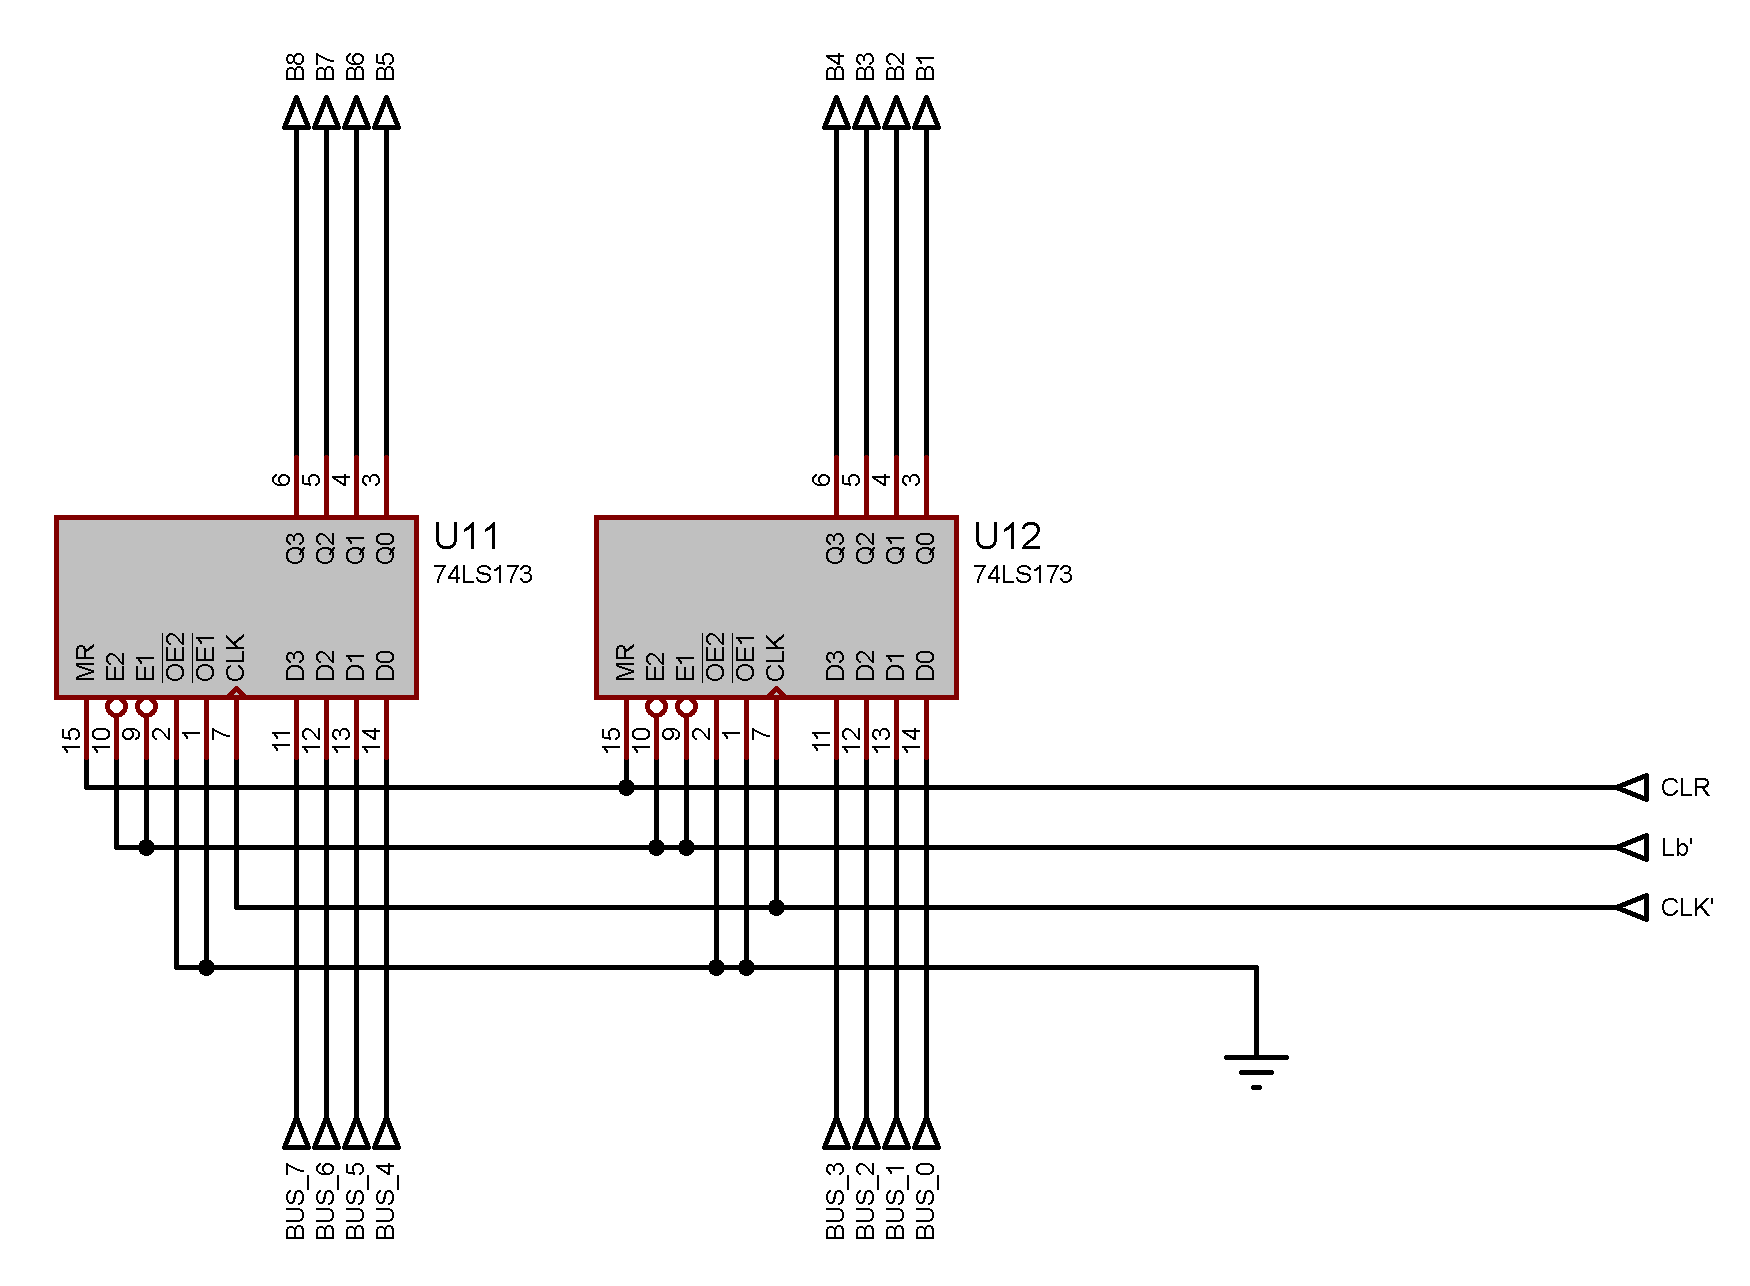 B8 B7 B6 B5 B4 B3 B2 B1
6 5 4 3 6 5 4 3
U11 U12
74LS173 74LS173
Q3 Q2 Q1 Q0 Q3 Q2 Q1 Q0
MR E2 E1 OE2 OE1 CLK D3 D2 D1 D0 MR E2 E1 OE2 OE1 CLK D3 D2 D1 D0
15 10 9 2 1 7 11 12 13 14 15 10 9 2 1 7 11 12 13 14
CLR
Lb'
CLK'
BUS_7 BUS_6 BUS_5 BUS_4 BUS_3 BUS_2 BUS_1 BUS_0